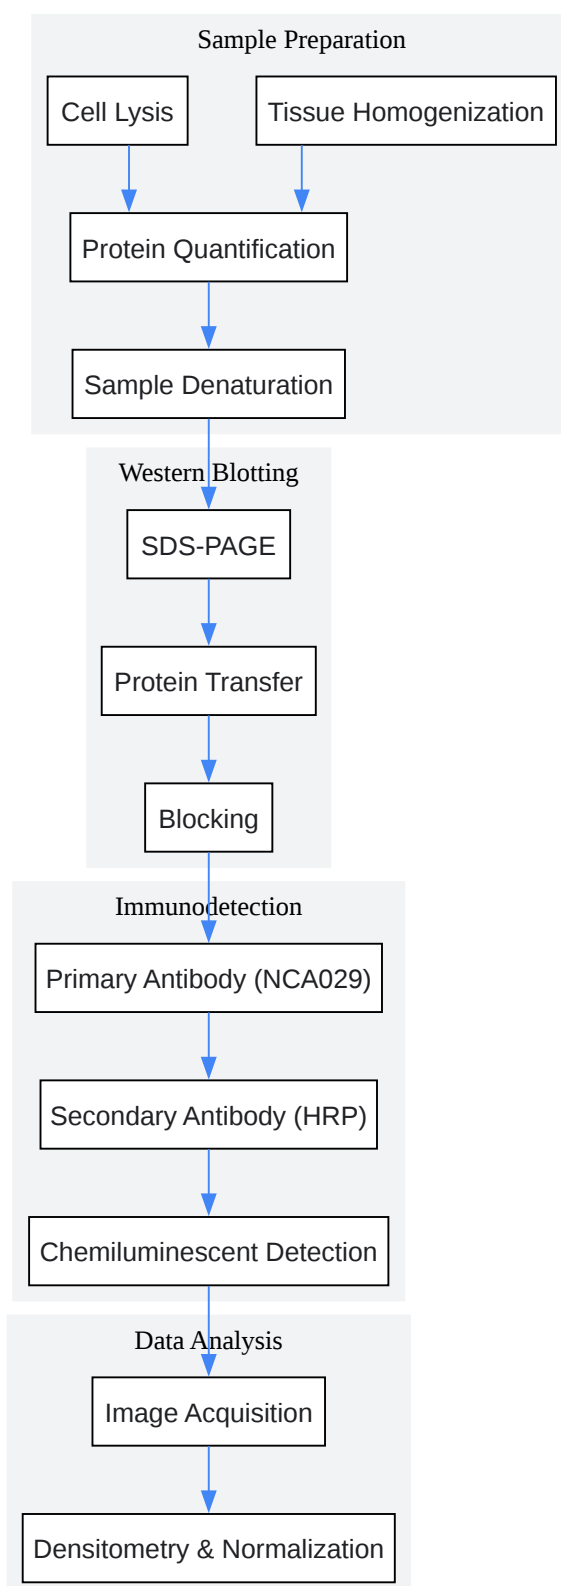 Sample Preparation
Cell Lysis
Tissue Homogenization
Protein Quantification
Sample Denaturation
Western Blotting
SDS-PAGE
Protein Transfer
Blocking
Immunodetection
Primary Antibody (NCA029)
Secondary Antibody (HRP)
Chemiluminescent Detection
Data Analysis
Image Acquisition
Densitometry & Normalization